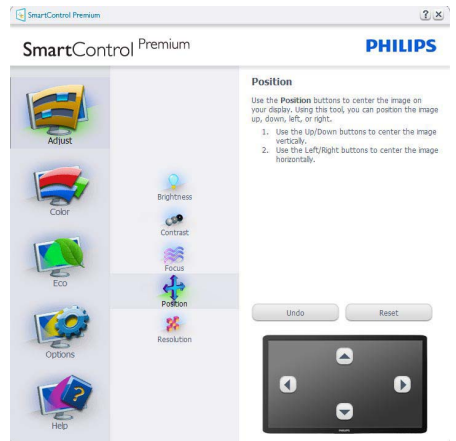 SmartControl Premium
? x
SmartControl Premium
PHILIPS
Adjust
Color
Eco
Options
Help
Brightness
Contrast
Focus
Position
Resolution
Position
Use the Position buttons to center the image on
your display. Using this tool, you can position the image
up, down, left, or right.
1. Use the Up/Down buttons to center the image
vertically.
2. Use the Left/Right buttons to center the image
horizontally.
Undo
Reset
PHILIPS